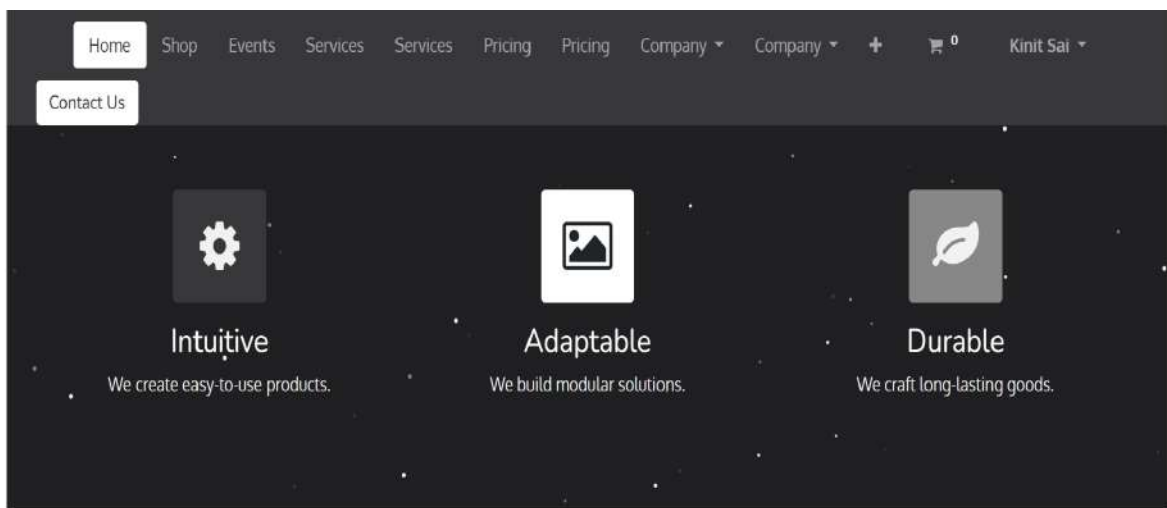 Home Shop Events Services Services Pricing Pricing Company Company + 0 Kinit Sai
Contact Us
Intuitive Adaptable Durable
We create easy-to-use products. We build modular solutions. We craft long-lasting goods.